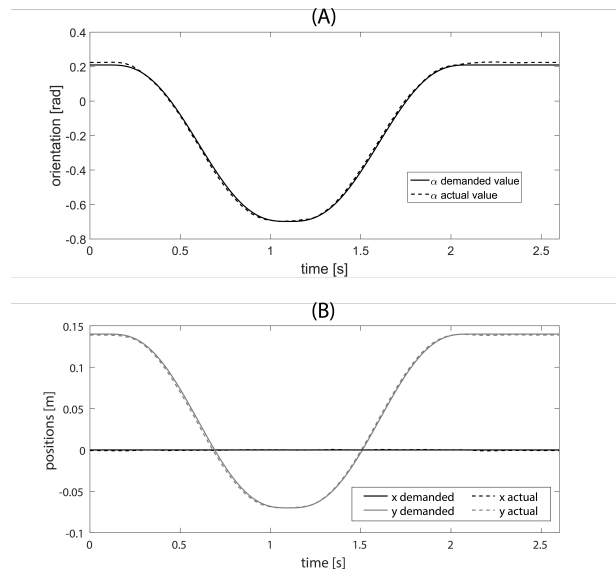 (A)
0.4
0.2
0
-0.2
-0.4
-0.6
-0.8
orientation [rad]
α demanded value
α actual value
0 0.5 1 1.5 2 2.5
time [s]
(B)
0.15
0.1
0.05
0
-0.05
-0.1
positions [m]
x demanded x actual
y demanded y actual
0 0.5 1 1.5 2 2.5
time [s]